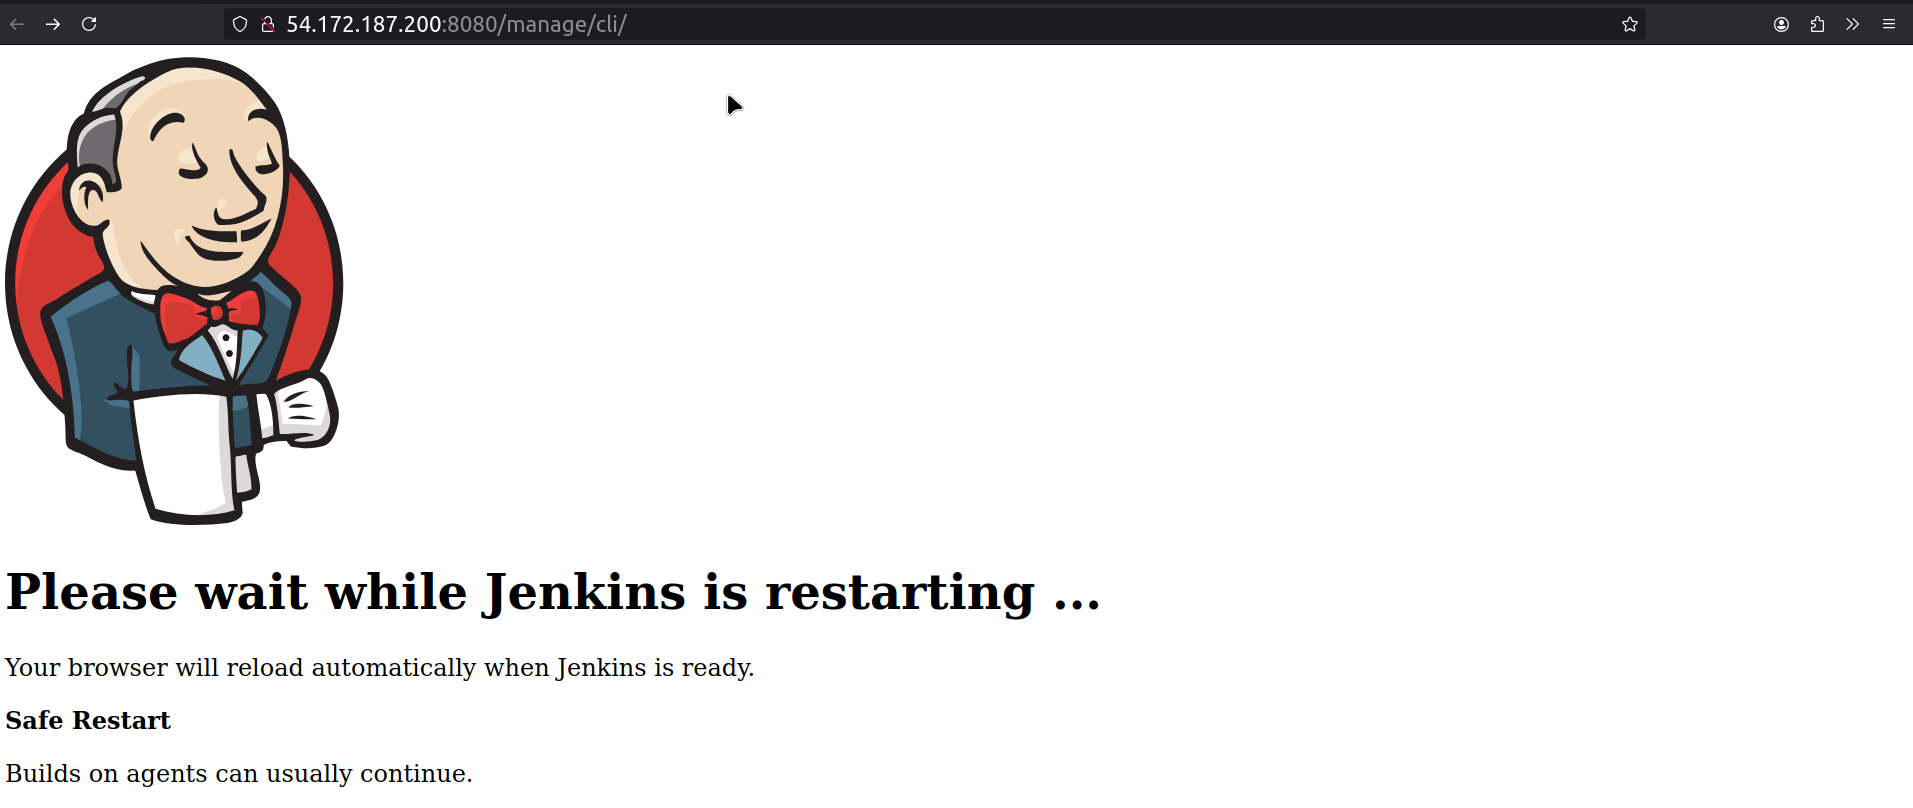 54.172.187.200:8080/manage/cli/
Please wait while Jenkins is restarting ...
Your browser will reload automatically when Jenkins is ready.
Safe Restart
Builds on agents can usually continue.